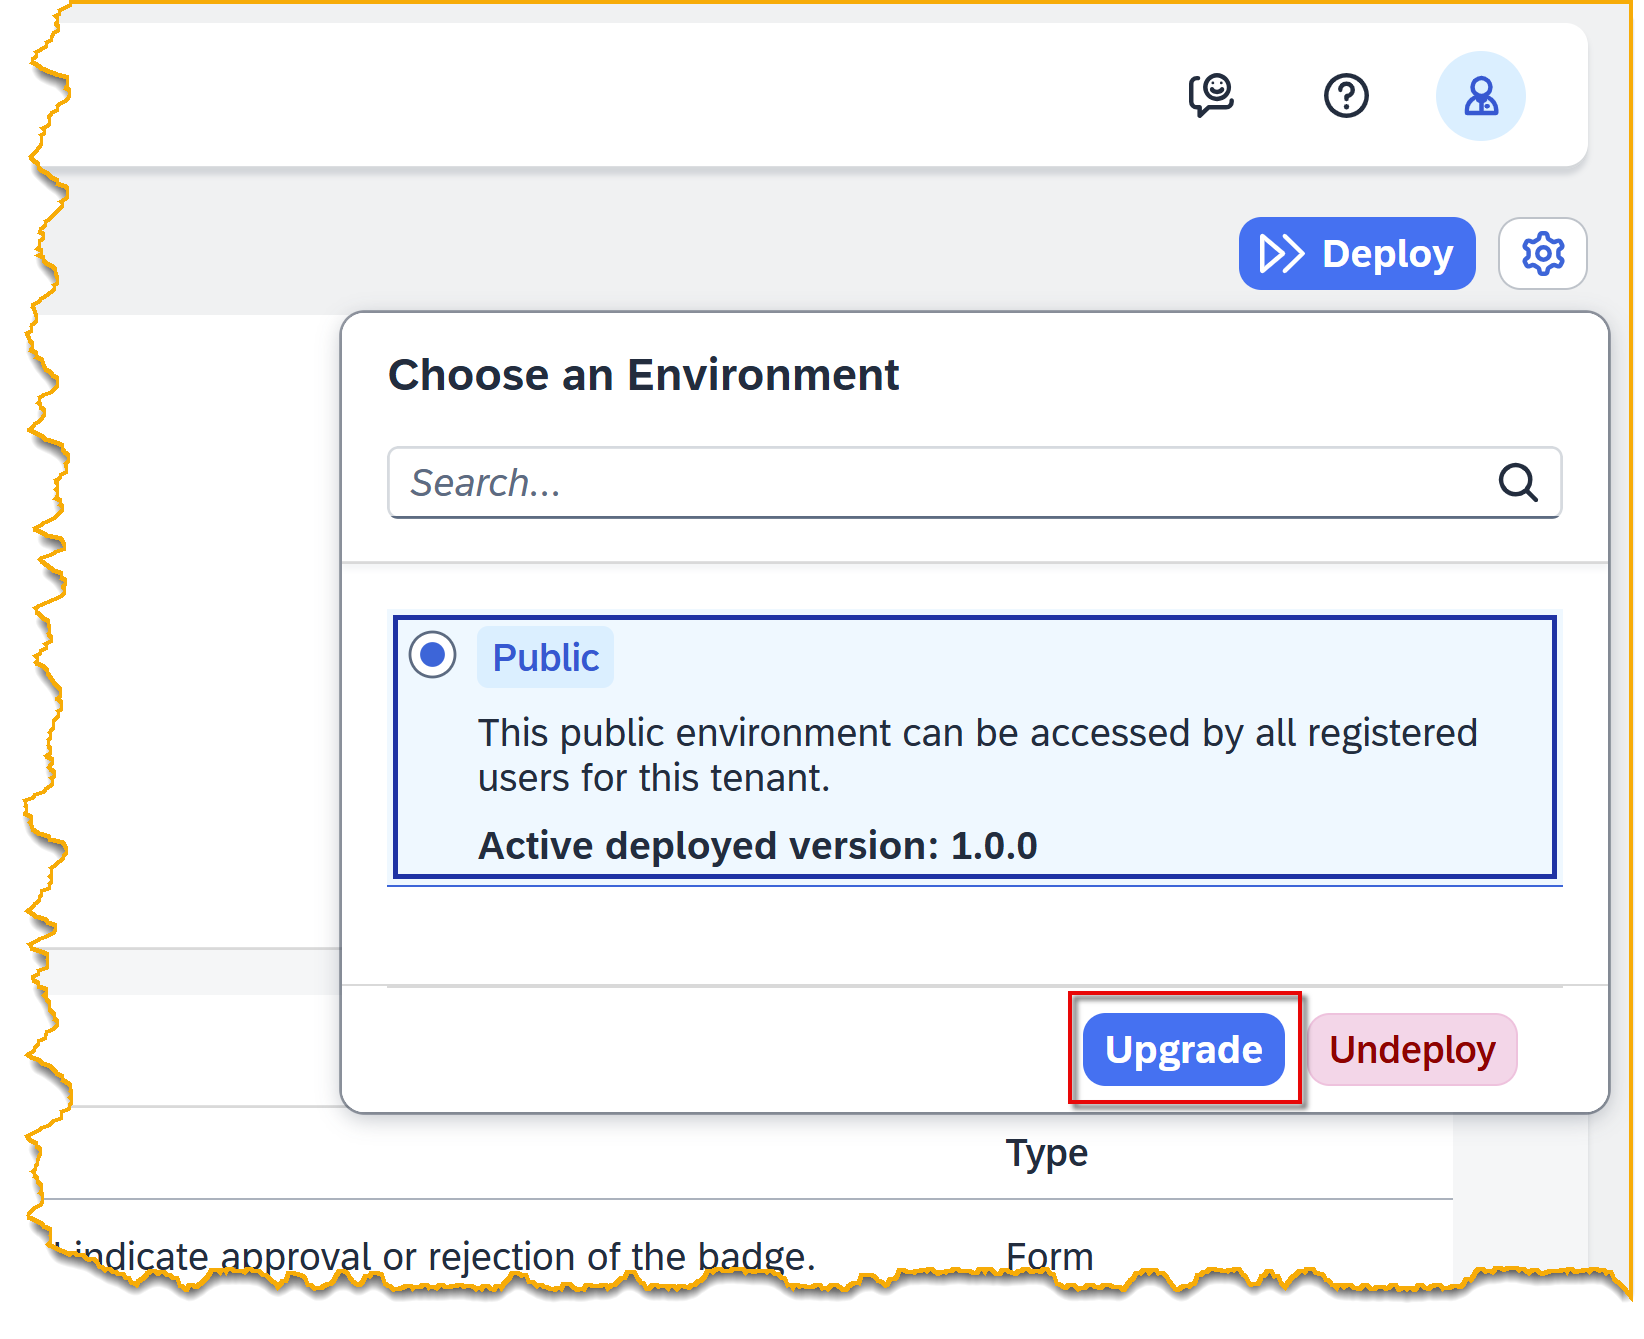 Deploy
Choose an Environment
Search...
Public
This public environment can be accessed by all registered
users for this tenant.
Active deployed version: 1.0.0
Upgrade
Undeploy
Type
indicate approval or rejection of the badge.
Form